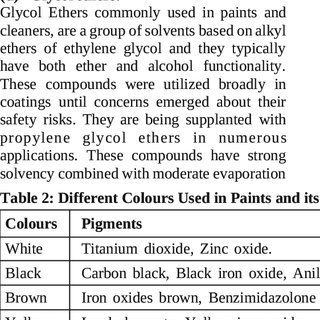 Glycol Ethers commonly used in paints and
cleaners, are a group of solvents based on alkyl
ethers of ethylene glycol and they typically
have both ether and alcohol functionality.
These compounds were utilized broadly in
coatings until concerns emerged about their
safety risks. They are being supplanted with
propylene glycol ethers in numerous
applications. These compounds have strong
solvency combined with moderate evaporation
Table 2: Different Colours Used in Paints and its
Colours Pigments
White Titanium dioxide, Zinc oxide.
Black Carbon black, Black iron oxide, Anil
Brown Iron oxides brown, Benzimidazolone